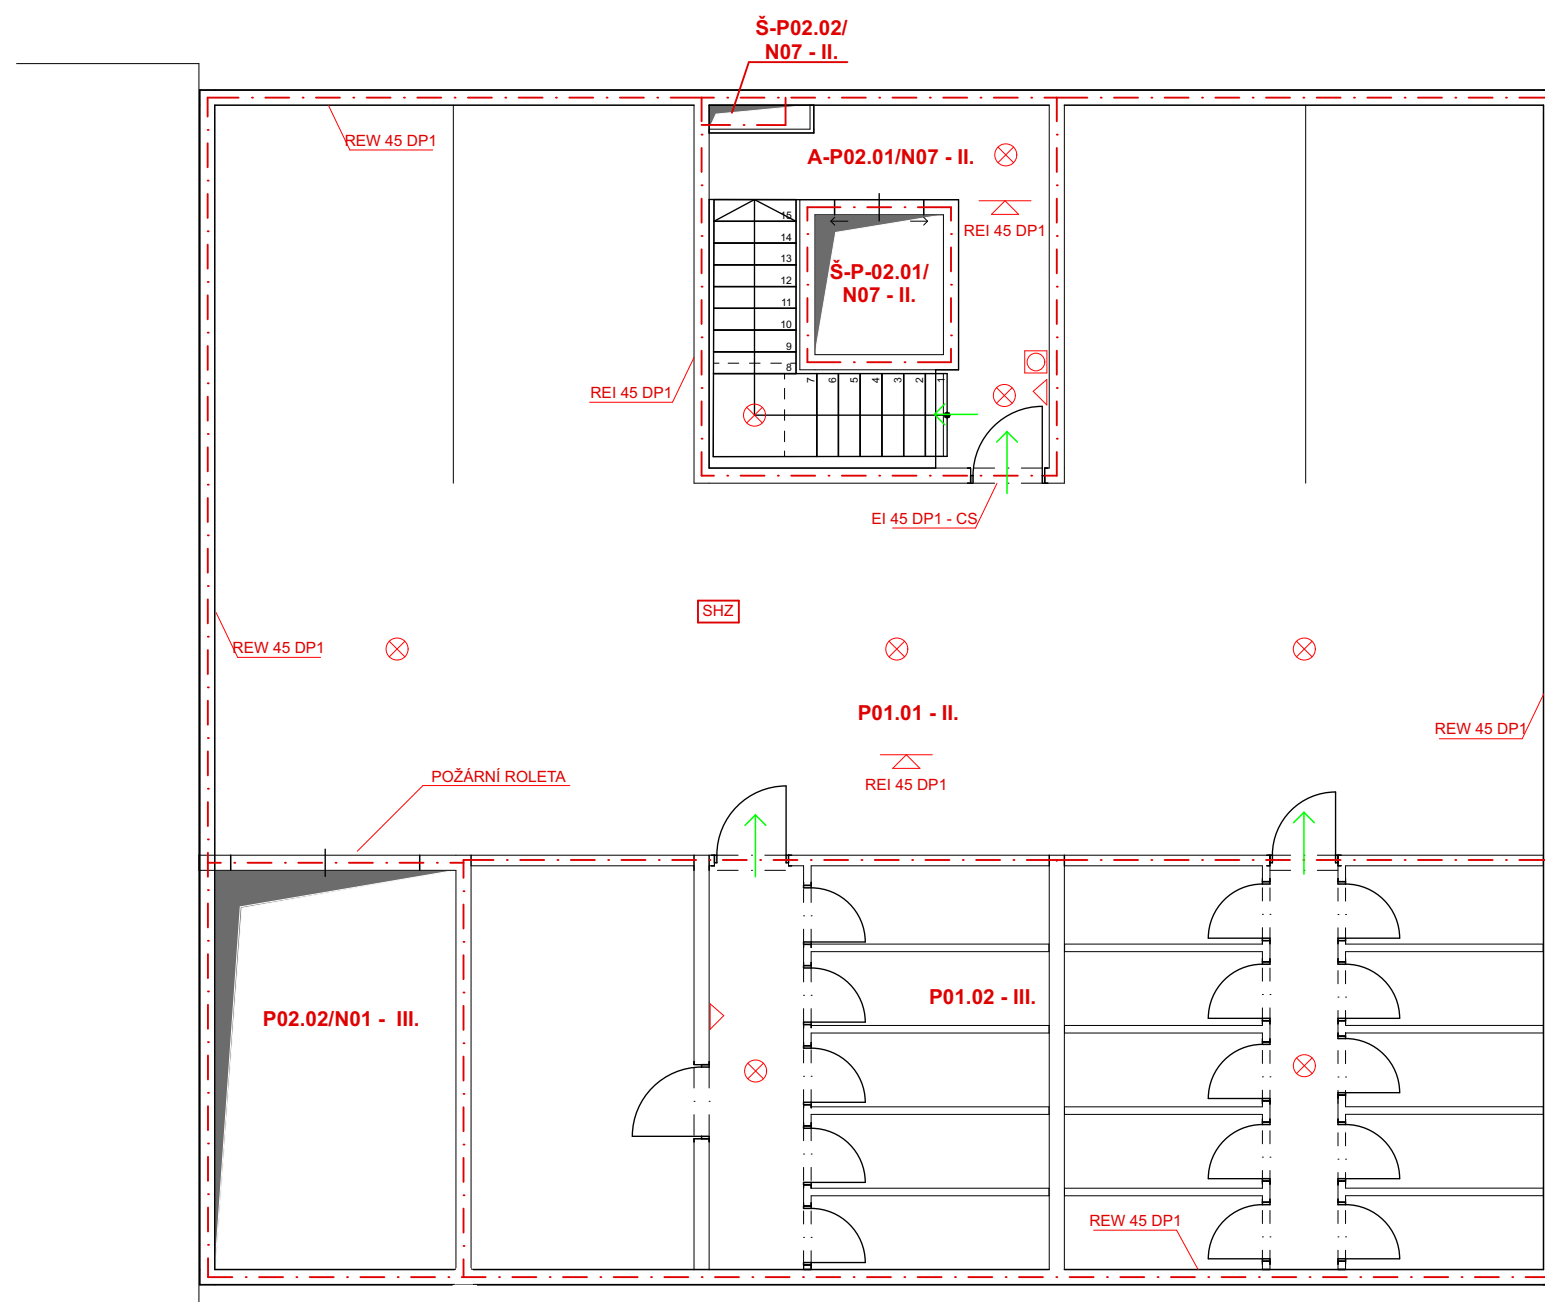 Š-P02.02/
N07 - II.
REW 45 DP1
A-P02.01/N07 - II.
REI 45 DP1
15
14
13
12
11
10
9
8
7
6
5
4
3
2
1
Š-P-02.01/
N07 - II.
REI 45 DP1
EI 45 DP1 - CS
SHZ
REW 45 DP1
P01.01 - II.
REW 45 DP1
POŽÁRNÍ ROLETA
REI 45 DP1
P01.02 - III.
P02.02/N01 - III.
REW 45 DP1